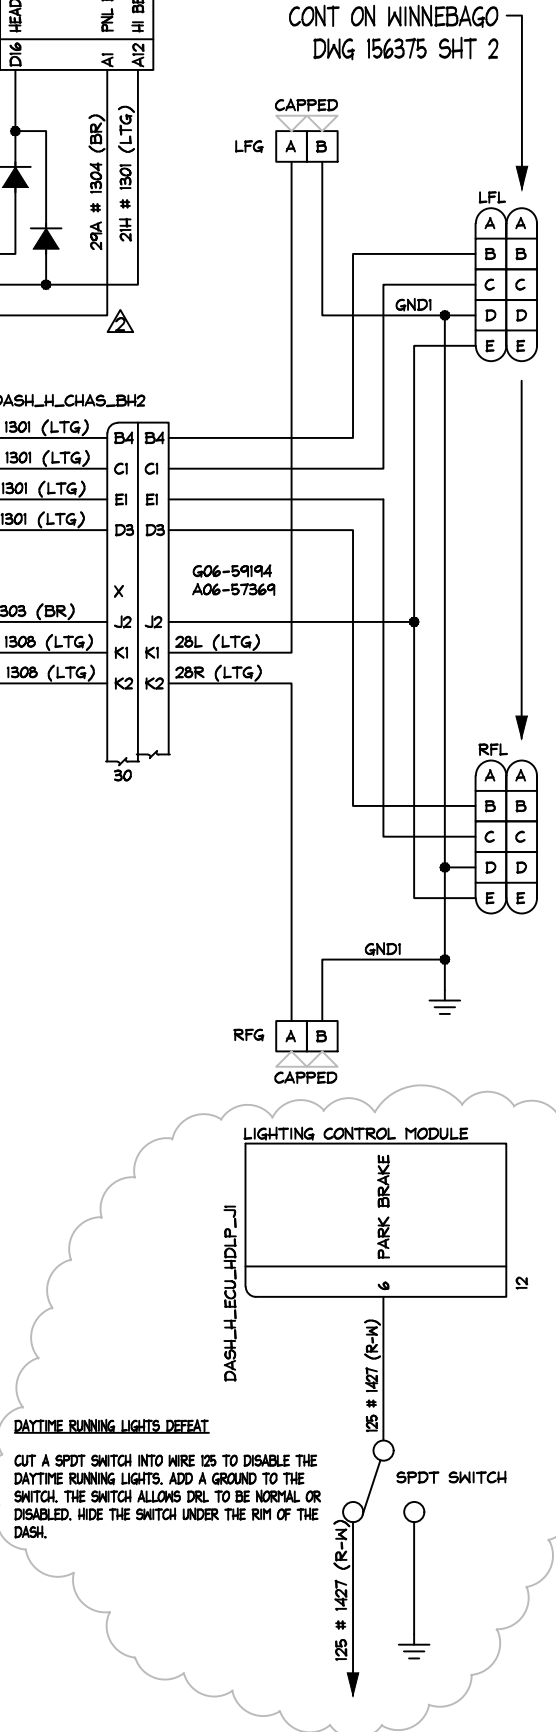 CONT ON WINNEBAGO
DWG 156375 SHT 2
D16
A1
A12
PNL
29A # 1304 (BR)
21H # 1301 (LTG)
2
CAPPED
LFG
A B
LFL
A A
B B
C C
D D
E E
GND1
DASH_H_CHAS_BH2
1301 (LTG)
B4 B4
1301 (LTG)
C1 C1
1301 (LTG)
E1 E1
1301 (LTG)
D3 D3
G06-59194
A06-57369
X
303 (BR)
J2 J2
1308 (LTG)
K1 K1
28L (LTG)
1308 (LTG)
K2 K2
28R (LTG)
30
RFL
A A
B B
C C
D D
E E
GND1
RFG
A B
CAPPED
LIGHTING CONTROL MODULE
PARK BRAKE
DASH_H_ECU_HDLP_J1
6
12
125 # 1427 (R-W)
DAYTIME RUNNING LIGHTS DEFEAT
CUT A SPDT SWITCH INTO WIRE 125 TO DISABLE THE
DAYTIME RUNNING LIGHTS. ADD A GROUND TO THE
SWITCH. THE SWITCH ALLOWS DRL TO BE NORMAL OR
DISABLED. HIDE THE SWITCH UNDER THE RIM OF THE
DASH.
SPDT SWITCH
125 # 1427 (R-W)